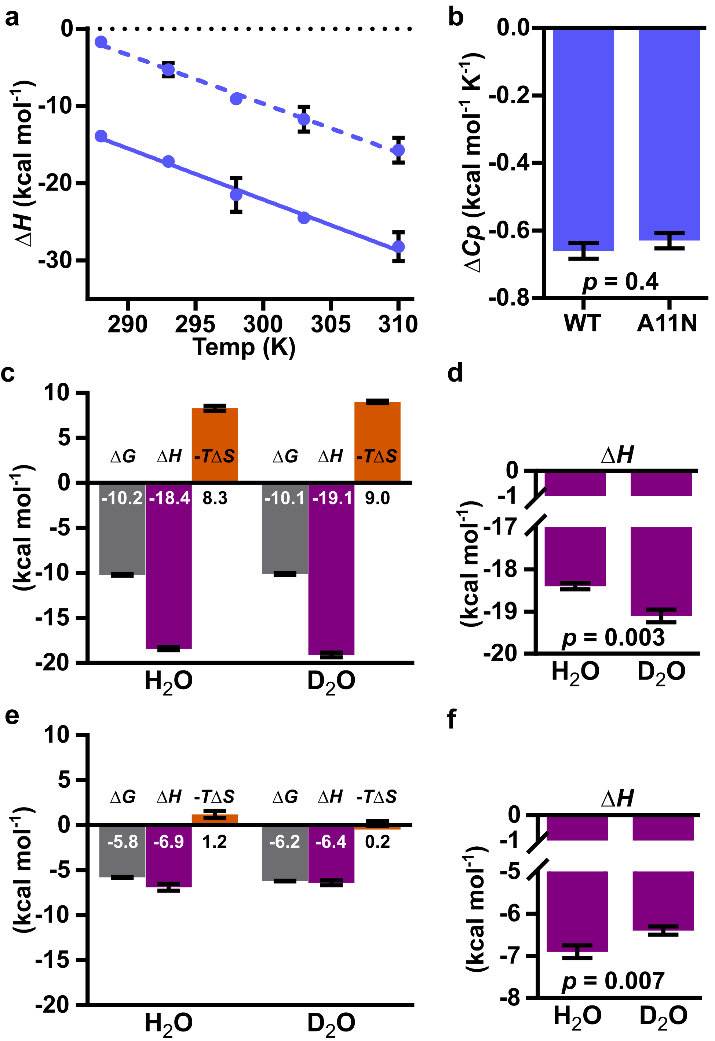 a
0
-10
-20
-30
ΔH (kcal mol-1)
290 295 300 305 310
Temp (K)
b
0.0
-0.2
-0.4
-0.6
-0.8
ΔCp (kcal mol-1 K-1)
p = 0.4
WT A11N
c
10
5
0
-5
-10
-15
-20
(kcal mol-1)
ΔG ΔH -TΔS ΔG ΔH -TΔS
-10.2 -18.4 8.3 -10.1 -19.1 9.0
H2O D2O
d
ΔH
0
-1
-17
-18
-19
-20
(kcal mol-1)
p = 0.003
H2O D2O
e
10
5
0
-5
-10
-15
-20
(kcal mol-1)
ΔG ΔH -TΔS ΔG ΔH -TΔS
-5.8 -6.9 1.2 -6.2 -6.4 0.2
H2O D2O
f
ΔH
0
-1
-5
-6
-7
-8
(kcal mol-1)
p = 0.007
H2O D2O